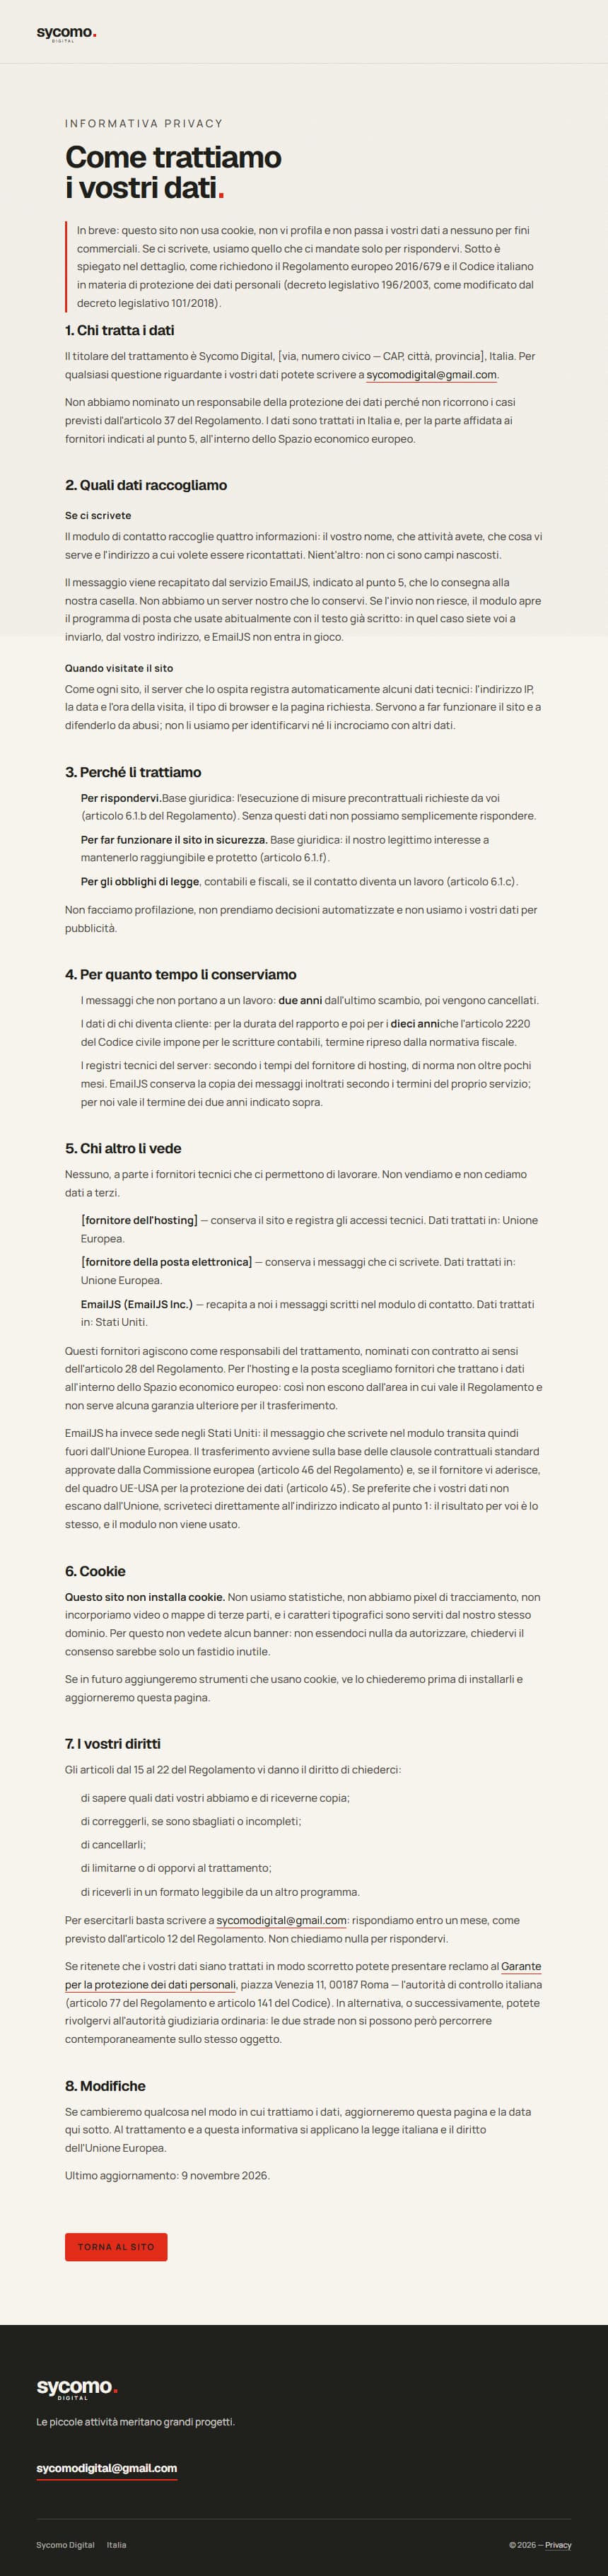 sycomo.
DIGITAL
INFORMATIVA PRIVACY
Come trattiamo
i vostri dati.
In breve: questo sito non usa cookie, non vi profila e non passa i vostri dati a nessuno per fini
commerciali. Se ci scrivete, usiamo quello che ci mandate solo per rispondervi. Sotto è
spiegato nel dettaglio, come richiedono il Regolamento europeo 2016/679 e il Codice italiano
in materia di protezione dei dati personali (decreto legislativo 196/2003, come modificato dal
decreto legislativo 101/2018).
1. Chi tratta i dati
Il titolare del trattamento è Sycomo Digital, [via, numero civico — CAP, città, provincia], Italia. Per
qualsiasi questione riguardante i vostri dati potete scrivere a sycomodigital@gmail.com.
Non abbiamo nominato un responsabile della protezione dei dati perché non ricorrono i casi
previsti dall'articolo 37 del Regolamento. I dati sono trattati in Italia e, per la parte affidata ai
fornitori indicati al punto 5, all'interno dello Spazio economico europeo.
2. Quali dati raccogliamo
Se ci scrivete
Il modulo di contatto raccoglie quattro informazioni: il vostro nome, che attività avete, che cosa vi
serve e l'indirizzo a cui volete essere ricontattati. Nient'altro: non ci sono campi nascosti.
Il messaggio viene recapitato dal servizio EmailJS, indicato al punto 5, che lo consegna alla
nostra casella. Non abbiamo un server nostro che lo conservi. Se l'invio non riesce, il modulo apre
il programma di posta che usate abitualmente con il testo già scritto: in quel caso siete voi a
inviarlo, dal vostro indirizzo, e EmailJS non entra in gioco.
Quando visitate il sito
Come ogni sito, il server che lo ospita registra automaticamente alcuni dati tecnici: l'indirizzo IP,
la data e l'ora della visita, il tipo di browser e la pagina richiesta. Servono a far funzionare il sito e a
difenderlo da abusi; non li usiamo per identificarvi né li incrociamo con altri dati.
3. Perché li trattiamo
Per rispondervi.Base giuridica: l'esecuzione di misure precontrattuali richieste da voi
(articolo 6.1.b del Regolamento). Senza questi dati non possiamo semplicemente rispondere.
Per far funzionare il sito in sicurezza. Base giuridica: il nostro legittimo interesse a
mantenerlo raggiungibile e protetto (articolo 6.1.f).
Per gli obblighi di legge, contabili e fiscali, se il contatto diventa un lavoro (articolo 6.1.c).
Non facciamo profilazione, non prendiamo decisioni automatizzate e non usiamo i vostri dati per
pubblicità.
4. Per quanto tempo li conserviamo
I messaggi che non portano a un lavoro: due anni dall'ultimo scambio, poi vengono cancellati.
I dati di chi diventa cliente: per la durata del rapporto e poi per i dieci anniche l'articolo 2220
del Codice civile impone per le scritture contabili, termine ripreso dalla normativa fiscale.
I registri tecnici del server: secondo i tempi del fornitore di hosting, di norma non oltre pochi
mesi. EmailJS conserva la copia dei messaggi inoltrati secondo i termini del proprio servizio;
per noi vale il termine dei due anni indicato sopra.
5. Chi altro li vede
Nessuno, a parte i fornitori tecnici che ci permettono di lavorare. Non vendiamo e non cediamo
dati a terzi.
[fornitore dell'hosting] — conserva il sito e registra gli accessi tecnici. Dati trattati in: Unione
Europea.
[fornitore della posta elettronica] — conserva i messaggi che ci scrivete. Dati trattati in:
Unione Europea.
EmailJS (EmailJS Inc.) — recapita a noi i messaggi scritti nel modulo di contatto. Dati trattati
in: Stati Uniti.
Questi fornitori agiscono come responsabili del trattamento, nominati con contratto ai sensi
dell'articolo 28 del Regolamento. Per l'hosting e la posta scegliamo fornitori che trattano i dati
all'interno dello Spazio economico europeo: così non escono dall'area in cui vale il Regolamento e
non serve alcuna garanzia ulteriore per il trasferimento.
EmailJS ha invece sede negli Stati Uniti: il messaggio che scrivete nel modulo transita quindi
fuori dall'Unione Europea. Il trasferimento avviene sulla base delle clausole contrattuali standard
approvate dalla Commissione europea (articolo 46 del Regolamento) e, se il fornitore vi aderisce,
del quadro UE-USA per la protezione dei dati (articolo 45). Se preferite che i vostri dati non
escano dall'Unione, scriveteci direttamente all'indirizzo indicato al punto 1: il risultato per voi è lo
stesso, e il modulo non viene usato.
6. Cookie
Questo sito non installa cookie. Non usiamo statistiche, non abbiamo pixel di tracciamento, non
incorporiamo video o mappe di terze parti, e i caratteri tipografici sono serviti dal nostro stesso
dominio. Per questo non vedete alcun banner: non essendoci nulla da autorizzare, chiedervi il
consenso sarebbe solo un fastidio inutile.
Se in futuro aggiungeremo strumenti che usano cookie, ve lo chiederemo prima di installarli e
aggiorneremo questa pagina.
7. I vostri diritti
Gli articoli dal 15 al 22 del Regolamento vi danno il diritto di chiederci:
di sapere quali dati vostri abbiamo e di riceverne copia;
di correggerli, se sono sbagliati o incompleti;
di cancellarli;
di limitarne o di opporvi al trattamento;
di riceverli in un formato leggibile da un altro programma.
Per esercitarli basta scrivere a sycomodigital@gmail.com: rispondiamo entro un mese, come
previsto dall'articolo 12 del Regolamento. Non chiediamo nulla per rispondervi.
Se ritenete che i vostri dati siano trattati in modo scorretto potete presentare reclamo al Garante
per la protezione dei dati personali, piazza Venezia 11, 00187 Roma — l'autorità di controllo italiana
(articolo 77 del Regolamento e articolo 141 del Codice). In alternativa, o successivamente, potete
rivolgervi all'autorità giudiziaria ordinaria: le due strade non si possono però percorrere
contemporaneamente sullo stesso oggetto.
8. Modifiche
Se cambieremo qualcosa nel modo in cui trattiamo i dati, aggiorneremo questa pagina e la data
qui sotto. Al trattamento e a questa informativa si applicano la legge italiana e il diritto
dell'Unione Europea.
Ultimo aggiornamento: 9 novembre 2026.
TORNA AL SITO
sycomo.
DIGITAL
Le piccole attività meritano grandi progetti.
sycomodigital@gmail.com
Sycomo Digital Italia
© 2026 — Privacy